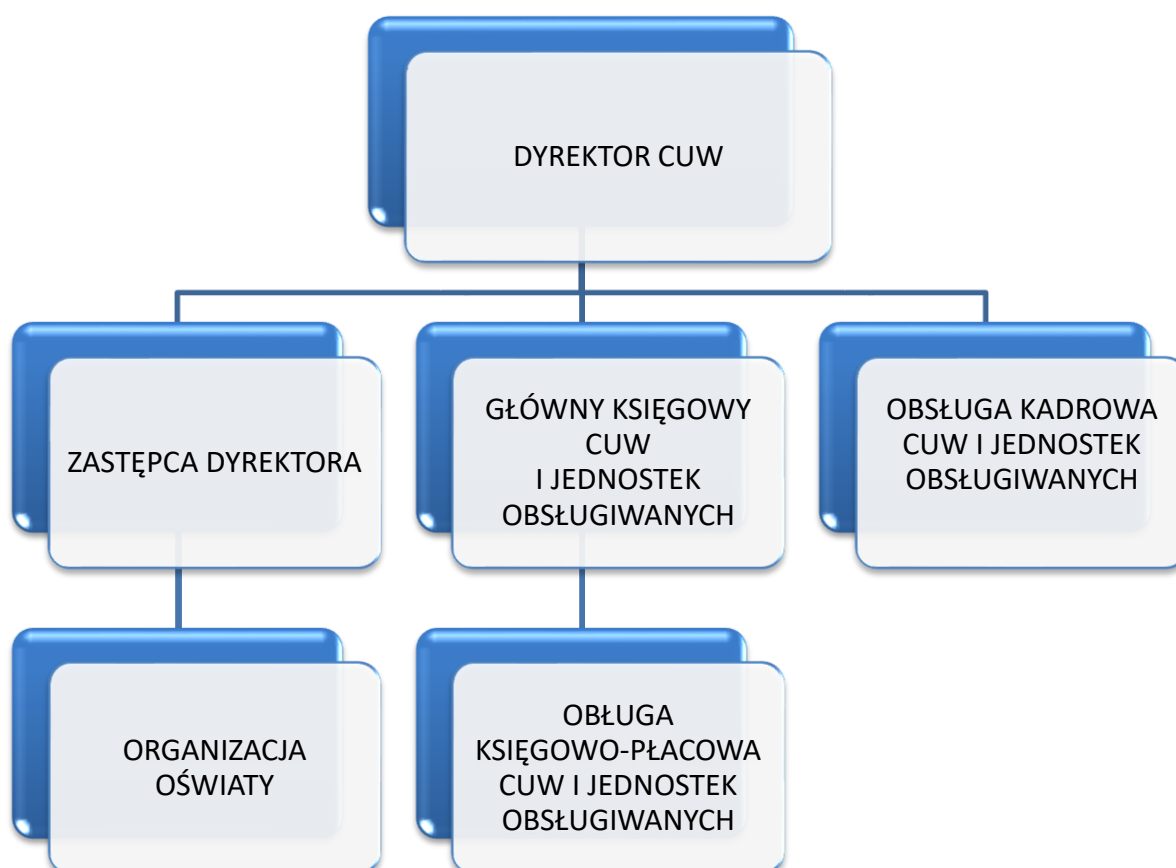 DYREKTOR CUW
ZASTĘPCA DYREKTORA
GŁÓWNY KSIĘGOWY
CUW
I JEDNOSTEK
OBSŁUGIWANYCH
OBSŁUGA KADROWA
CUW I JEDNOSTEK
OBSŁUGIWANYCH
ORGANIZACJA
OŚWIATY
OBŁUGA
KSIĘGOWO-PŁACOWA
CUW I JEDNOSTEK
OBSŁUGIWANYCH